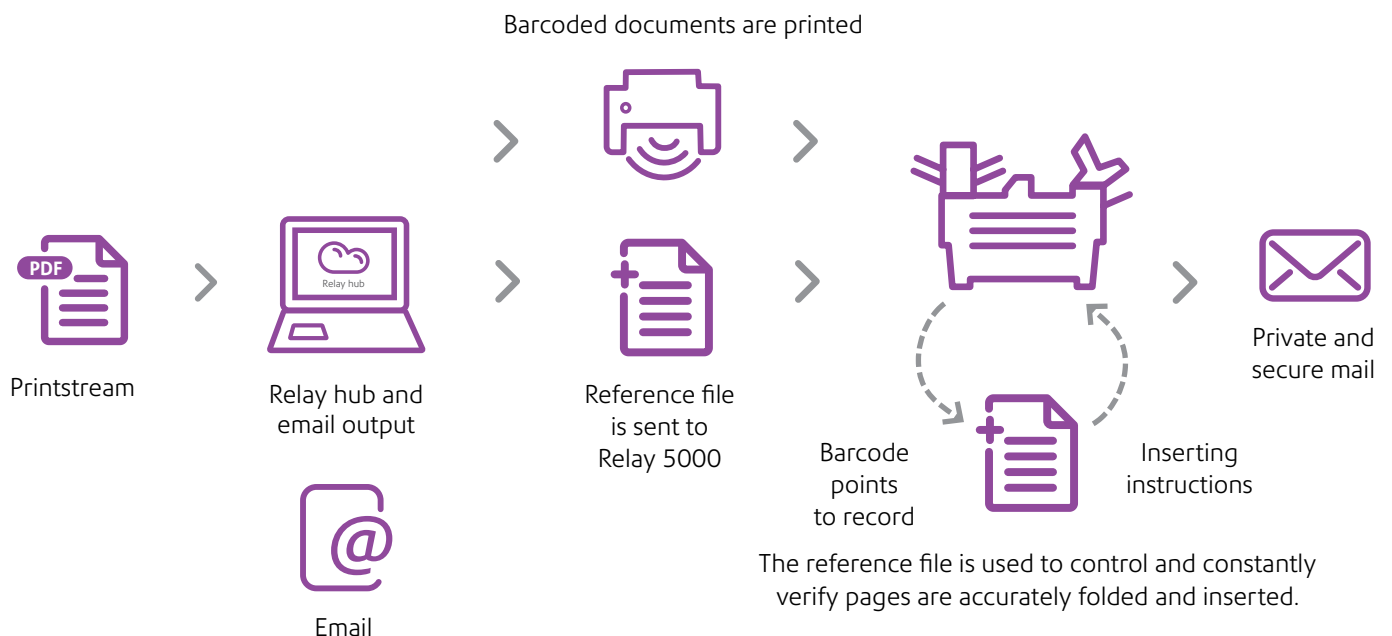 Barcoded documents are printed
PDF
Printstream
Relay hub
Relay hub and
email output
@
Email
Reference file
is sent to
Relay 5000
Barcode
points
to record
Inserting
instructions
The reference file is used to control and constantly
verify pages are accurately folded and inserted.
Private and
secure mail